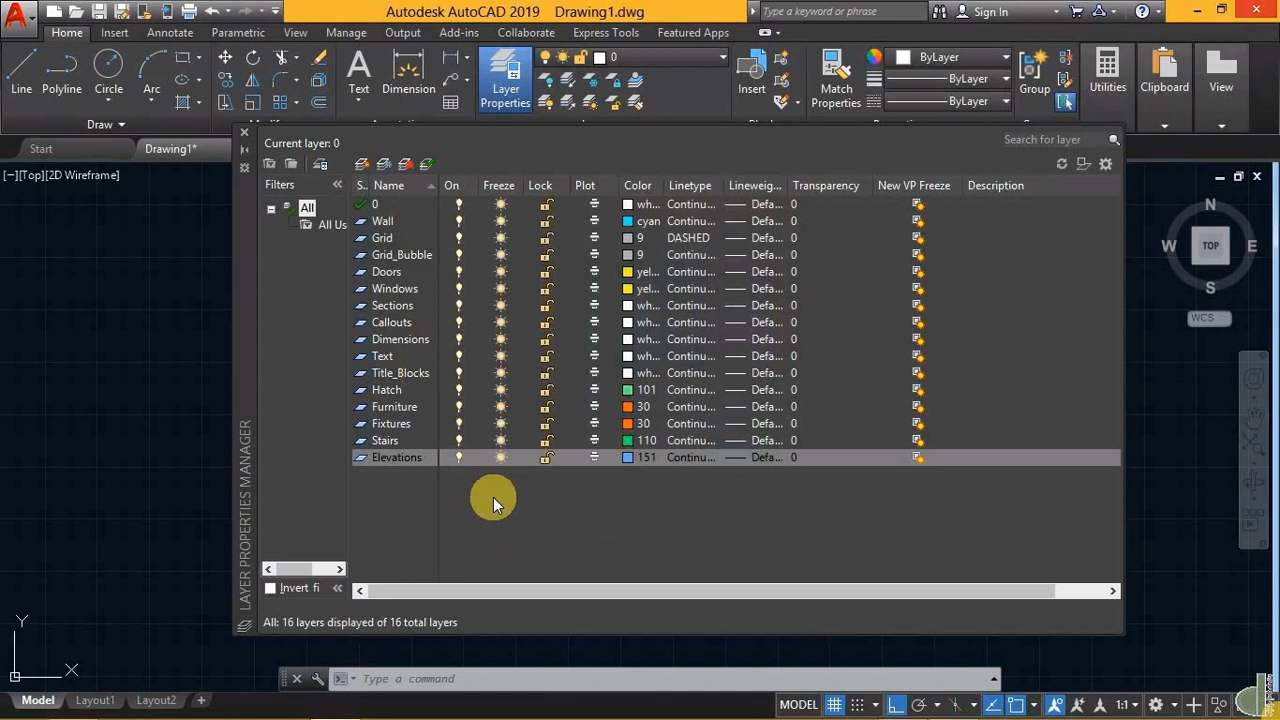 Autodesk AutoCAD 2019 Drawing1.dwg
Type a keyword or phrase
Sign In
Home Insert Annotate Parametric View Manage Output Add-ins Collaborate Express Tools Featured Apps
Line Polyline Circle Arc
Text Dimension
Layer Properties
0
Insert
Match Properties
ByLayer
ByLayer
ByLayer
Group
Utilities
Clipboard
View
Draw
Start Drawing1*
[−][Top][2D Wireframe]
Current layer: 0
Search for layer
Filters
All
All Us
S.. Name On Freeze Lock Plot Color Linetype Lineweig... Transparency New VP Freeze Description
0 wh... Continu... Defa... 0
Wall cyan Continu... Defa... 0
Grid 9 DASHED Defa... 0
Grid_Bubble 9 Continu... Defa... 0
Doors yel... Continu... Defa... 0
Windows yel... Continu... Defa... 0
Sections wh... Continu... Defa... 0
Callouts wh... Continu... Defa... 0
Dimensions wh... Continu... Defa... 0
Text wh... Continu... Defa... 0
Title_Blocks wh... Continu... Defa... 0
Hatch 101 Continu... Defa... 0
Furniture 30 Continu... Defa... 0
Fixtures 30 Continu... Defa... 0
Stairs 110 Continu... Defa... 0
Elevations 151 Continu... Defa... 0
Invert fi
All: 16 layers displayed of 16 total layers
LAYER PROPERTIES MANAGER
N
W TOP E
S
WCS
Y
X
Type a command
Model Layout1 Layout2 +
MODEL
1:1